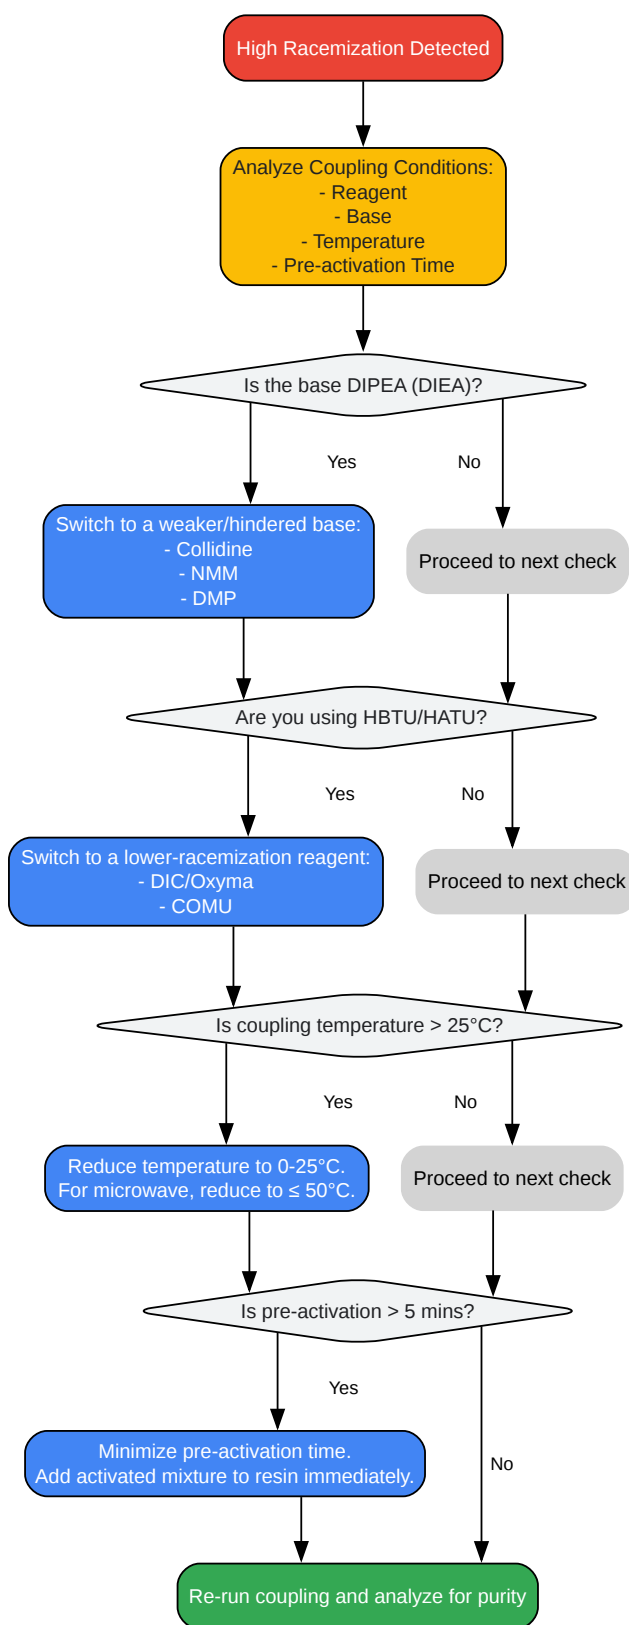 High Racemization Detected
Analyze Coupling Conditions:
- Reagent
- Base
- Temperature
- Pre-activation Time
Is the base DIPEA (DIEA)?
Yes
No
Switch to a weaker/hindered base:
- Collidine
- NMM
- DMP
Proceed to next check
Are you using HBTU/HATU?
Yes
No
Switch to a lower-racemization reagent:
- DIC/Oxyma
- COMU
Proceed to next check
Is coupling temperature > 25°C?
Yes
No
Reduce temperature to 0-25°C.
For microwave, reduce to ≤ 50°C.
Proceed to next check
Is pre-activation > 5 mins?
Yes
Minimize pre-activation time.
Add activated mixture to resin immediately.
No
Re-run coupling and analyze for purity